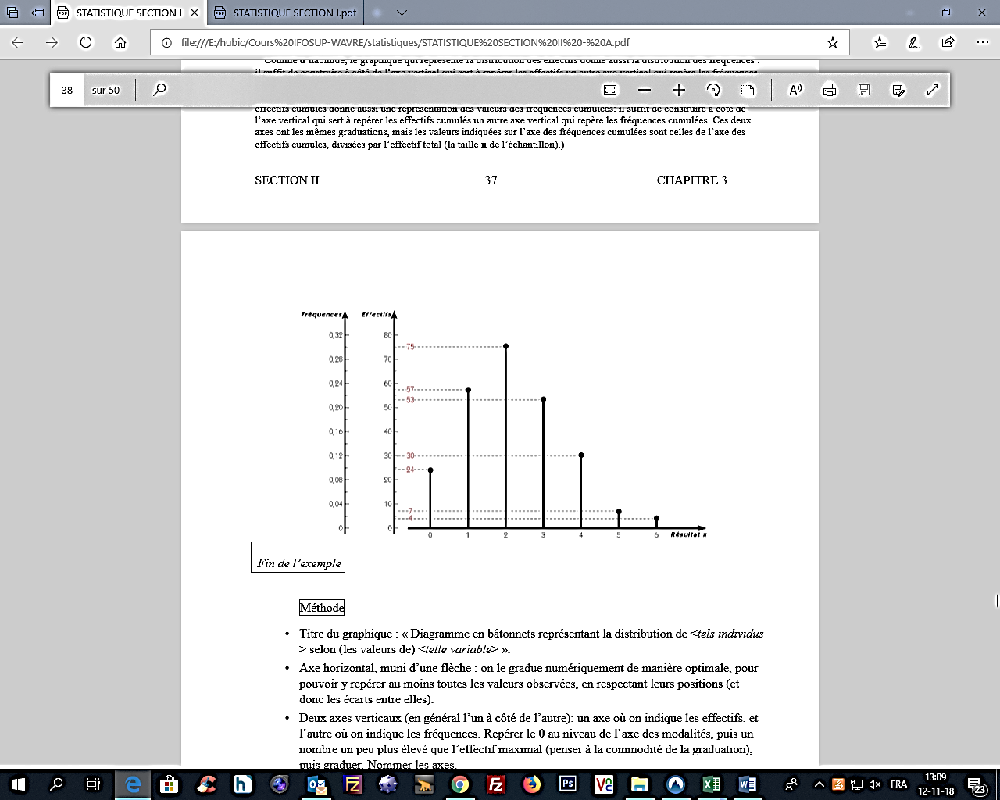 STATISTIQUE SECTION I
STATISTIQUE SECTION I.pdf
file:///E:/hubic/Cours%20IFOSUP-WAVRE/statistiques/STATISTIQUE%20SECTION%20II%20-%20A.pdf
Comme d'habitude, le graphique qui représente la distribution des effectifs donne aussi la distribution des fréquences :
il suffit de construire à côté de l'axe vertical qui sert à repérer les effectifs un autre axe vertical qui repère les fréquences
38 sur 50
effectifs cumulés donne aussi une représentation des valeurs des fréquences cumulées: il suffit de construire à côté de
l'axe vertical qui sert à repérer les effectifs cumulés un autre axe vertical qui repère les fréquences cumulées. Ces deux
axes ont les mêmes graduations, mais les valeurs indiquées sur l'axe des fréquences cumulées sont celles de l'axe des
effectifs cumulés, divisées par l'effectif total (la taille n de l'échantillon).)
SECTION II 37 CHAPITRE 3
Fréquences Effectifs
0,32 80
75
0,28 70
0,24 60
57
53
0,20 50
0,16 40
0,12 30 30
24
0,08 20
0,04 10
7
4
0 0
0 1 2 3 4 5 6 Résultat x
Fin de l'exemple
Méthode
• Titre du graphique : « Diagramme en bâtonnets représentant la distribution de <tels individus
> selon (les valeurs de) <telle variable> ».
• Axe horizontal, muni d'une flèche : on le gradue numériquement de manière optimale, pour
pouvoir y repérer au moins toutes les valeurs observées, en respectant leurs positions (et
donc les écarts entre elles).
• Deux axes verticaux (en général l'un à côté de l'autre): un axe où on indique les effectifs, et
l'autre où on indique les fréquences. Repérer le 0 au niveau de l'axe des modalités, puis un
nombre un peu plus élevé que l'effectif maximal (penser à la commodité de la graduation),
puis graduer. Nommer les axes.
FRA
13:09
12-11-18
23